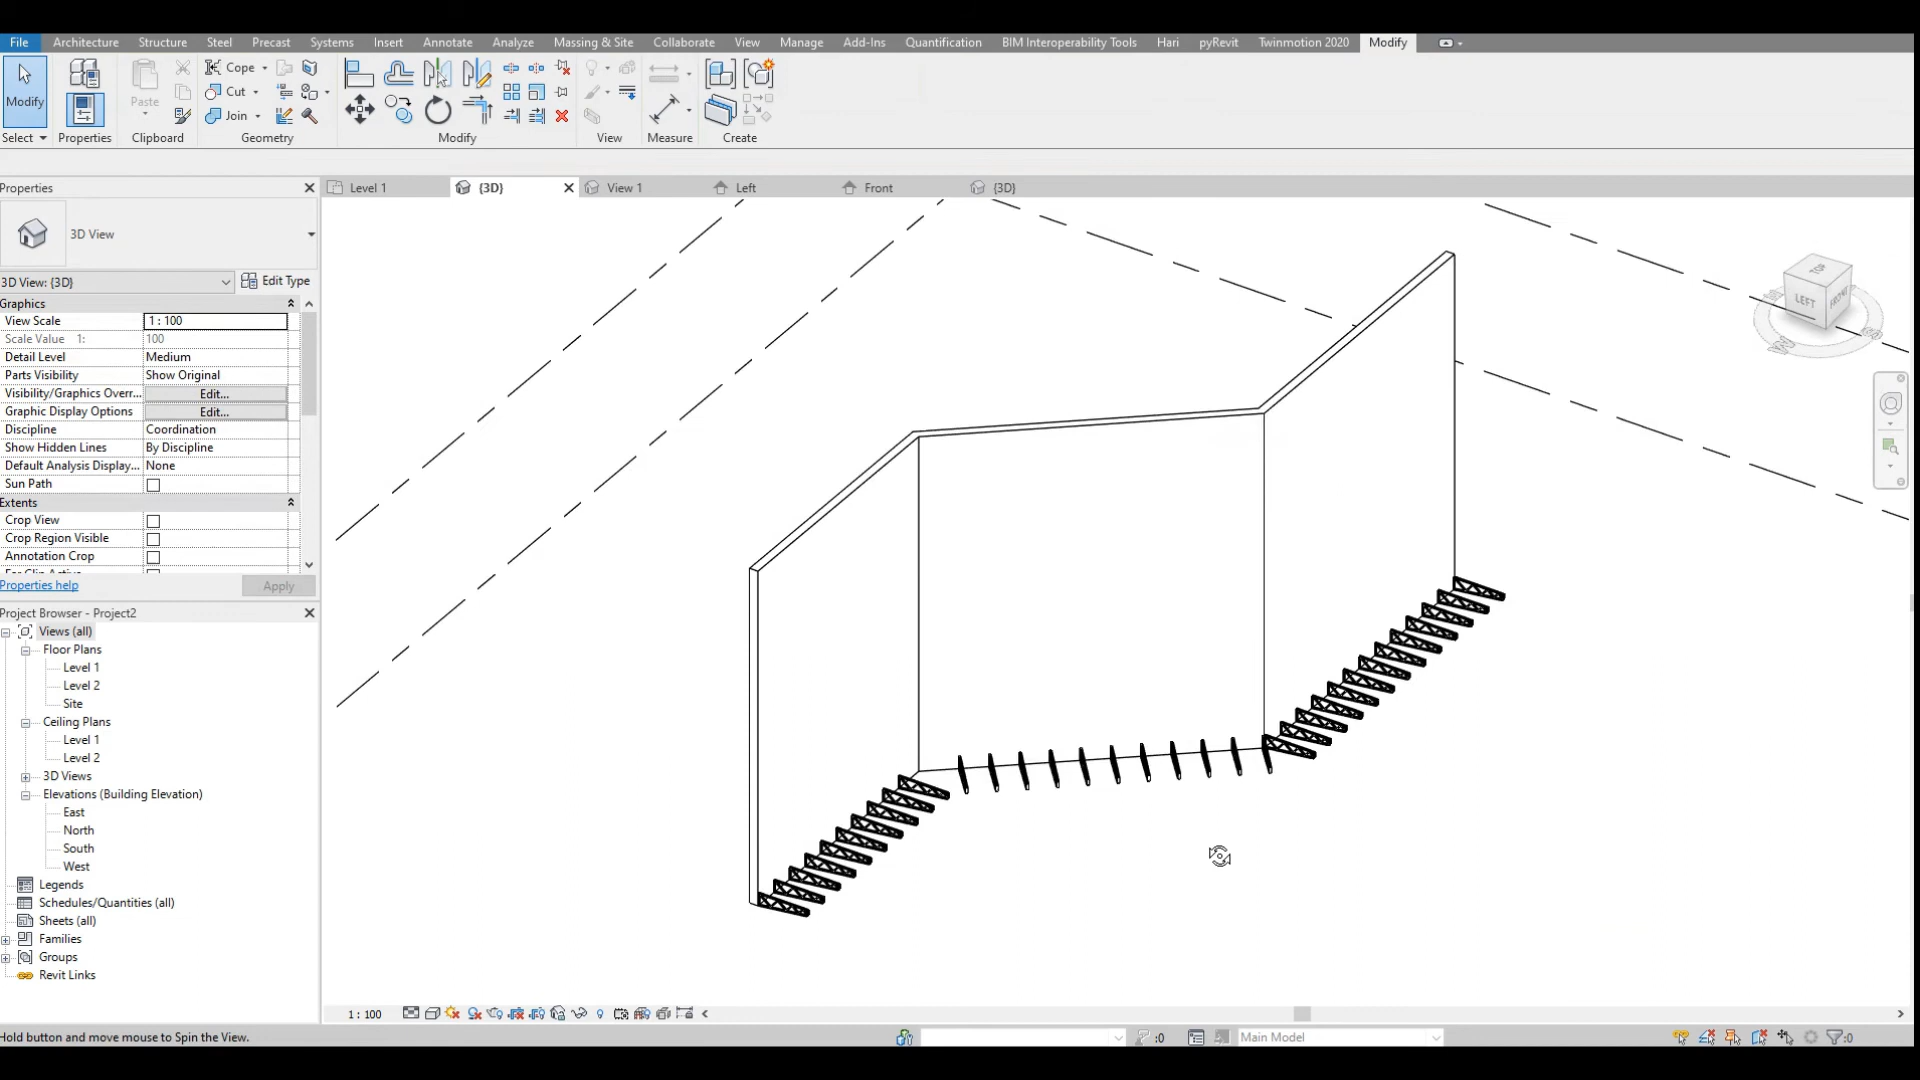 File Architecture Structure Steel Precast Systems Insert Annotate Analyze Massing & Site Collaborate View Manage Add-Ins Quantification BIM Interoperability Tools Hari pyRevit Twinmotion 2020 Modify
Modify
Select
Properties
Paste
Clipboard
Cope
Cut
Join
Geometry
Modify
View
Measure
Create
Properties
Level 1 {3D} View 1 Left Front {3D}
3D View
3D View: {3D} Edit Type
Graphics
View Scale 1 : 100
Scale Value 1: 100
Detail Level Medium
Parts Visibility Show Original
Visibility/Graphics Overr... Edit...
Graphic Display Options Edit...
Discipline Coordination
Show Hidden Lines By Discipline
Default Analysis Display... None
Sun Path
Extents
Crop View
Crop Region Visible
Annotation Crop
Properties help Apply
Project Browser - Project2
Views (all)
Floor Plans
Level 1
Level 2
Site
Ceiling Plans
Level 1
Level 2
3D Views
Elevations (Building Elevation)
East
North
South
West
Legends
Schedules/Quantities (all)
Sheets (all)
Families
Groups
Revit Links
TOP
LEFT
FRONT
W
1 : 100
Hold button and move mouse to Spin the View.
:0
Main Model
:0